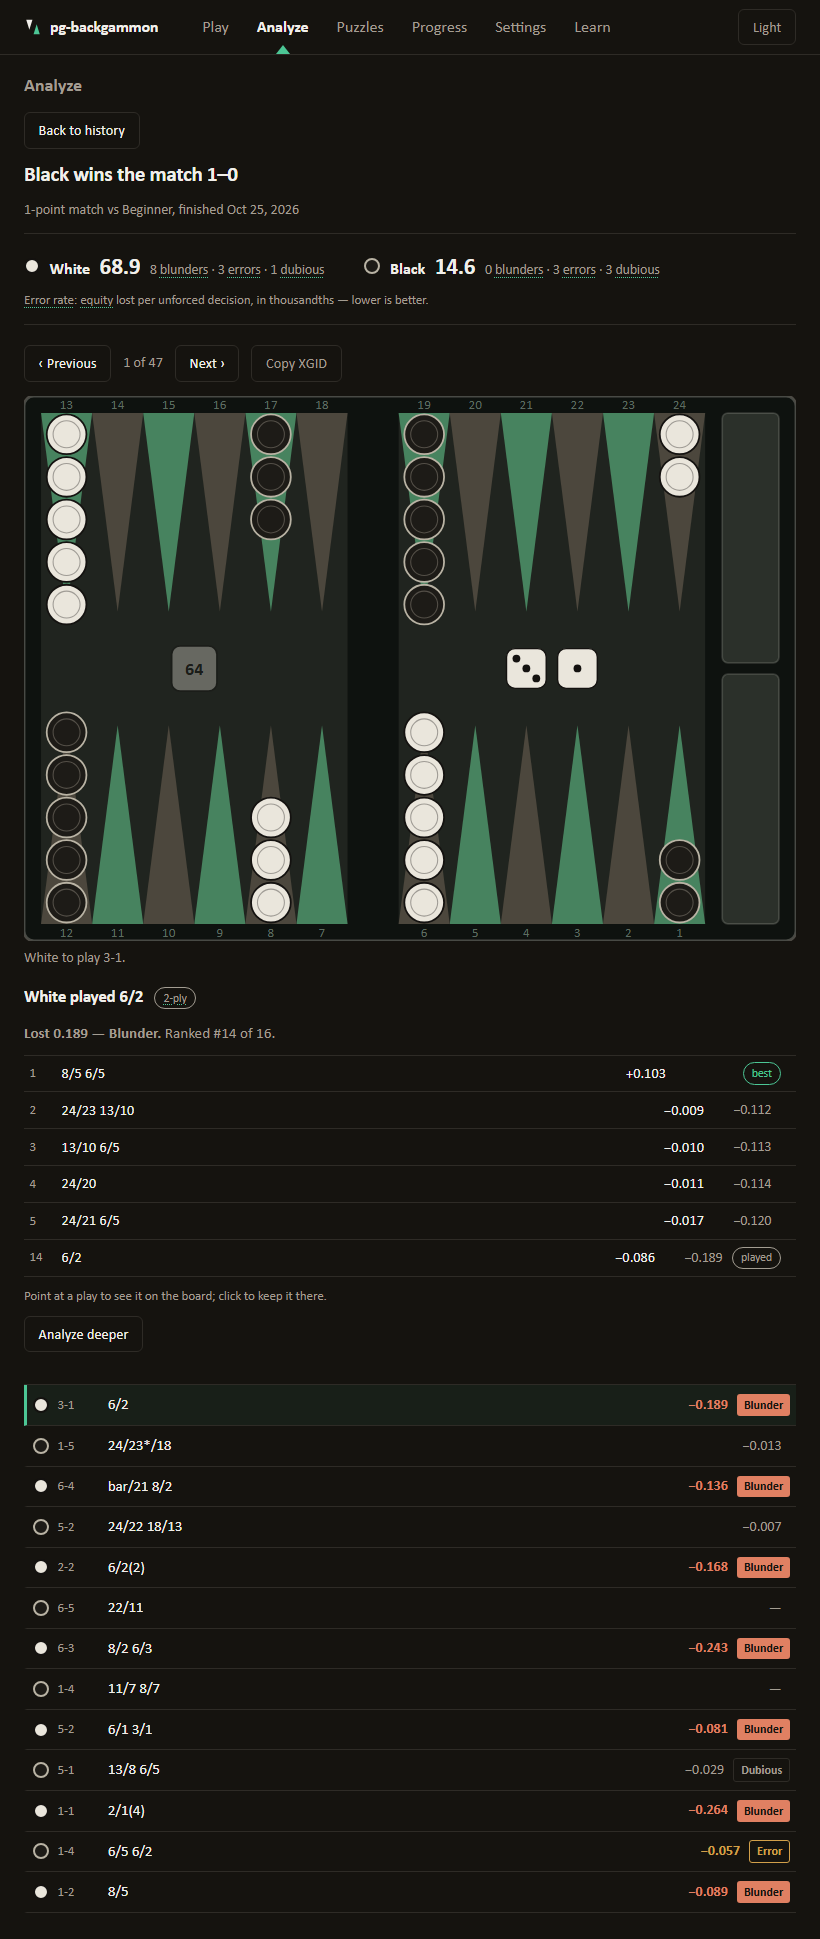 pg-backgammon Play Analyze Puzzles Progress Settings Learn Light
Analyze
Back to history
Black wins the match 1–0
1-point match vs Beginner, finished Oct 25, 2026
White 68.9 8 blunders · 3 errors · 1 dubious Black 14.6 0 blunders · 3 errors · 3 dubious
Error rate: equity lost per unforced decision, in thousandths — lower is better.
‹ Previous 1 of 47 Next › Copy XGID
13 14 15 16 17 18 19 20 21 22 23 24
64
12 11 10 9 8 7 6 5 4 3 2 1
White to play 3-1.
White played 6/2 2-ply
Lost 0.189 — Blunder. Ranked #14 of 16.
1 8/5 6/5 +0.103 best
2 24/23 13/10 −0.009 −0.112
3 13/10 6/5 −0.010 −0.113
4 24/20 −0.011 −0.114
5 24/21 6/5 −0.017 −0.120
14 6/2 −0.086 −0.189 played
Point at a play to see it on the board; click to keep it there.
Analyze deeper
3-1 6/2 −0.189 Blunder
1-5 24/23*/18 −0.013
6-4 bar/21 8/2 −0.136 Blunder
5-2 24/22 18/13 −0.007
2-2 6/2(2) −0.168 Blunder
6-5 22/11 —
6-3 8/2 6/3 −0.243 Blunder
1-4 11/7 8/7 —
5-2 6/1 3/1 −0.081 Blunder
5-1 13/8 6/5 −0.029 Dubious
1-1 2/1(4) −0.264 Blunder
1-4 6/5 6/2 −0.057 Error
1-2 8/5 −0.089 Blunder